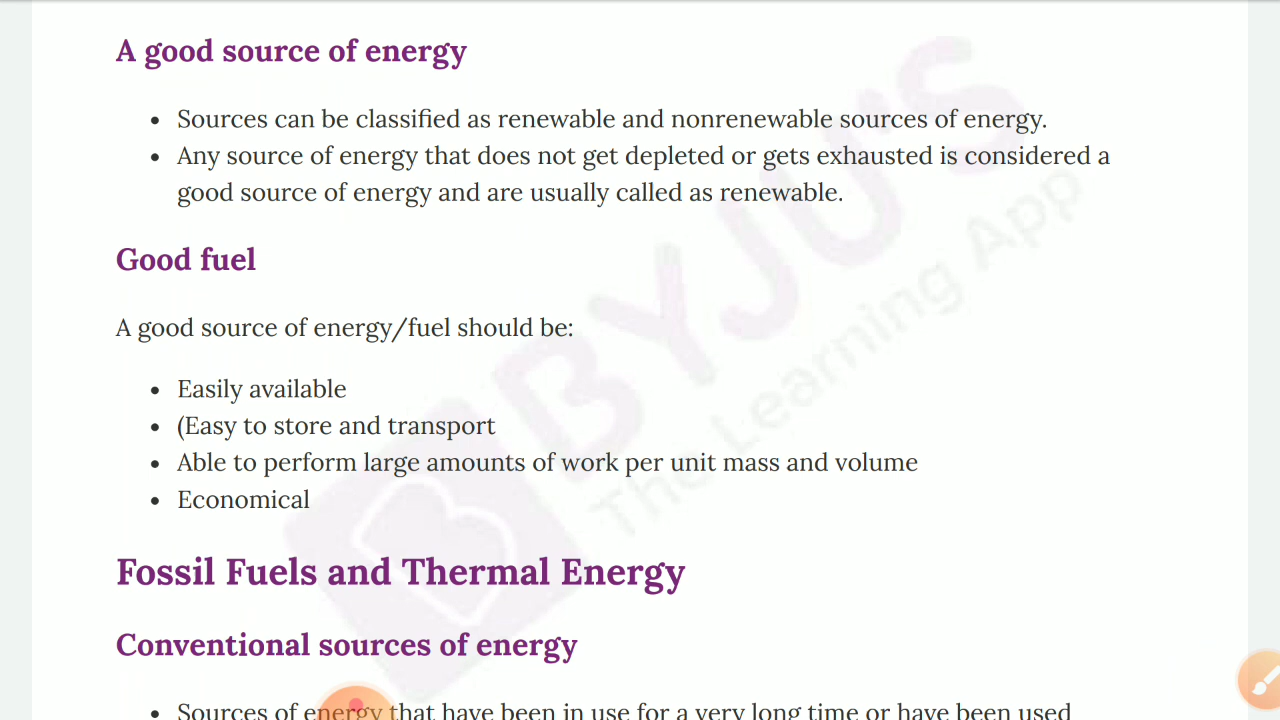 A good source of energy
• Sources can be classified as renewable and nonrenewable sources of energy.
• Any source of energy that does not get depleted or gets exhausted is considered a
good source of energy and are usually called as renewable.
Good fuel
A good source of energy/fuel should be:
• Easily available
• (Easy to store and transport
• Able to perform large amounts of work per unit mass and volume
• Economical
Fossil Fuels and Thermal Energy
Conventional sources of energy
• Sources of energy that have been in use for a very long time or have been used
BYJU'S
The Learning App